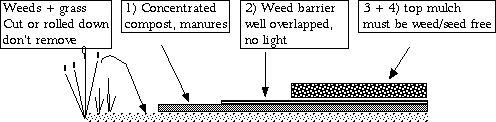 Weeds + grass
Cut or rolled down
don't remove
1) Concentrated
compost, manures
2) Weed barrier
well overlapped,
no light
3 + 4) top mulch
must be weed/seed free